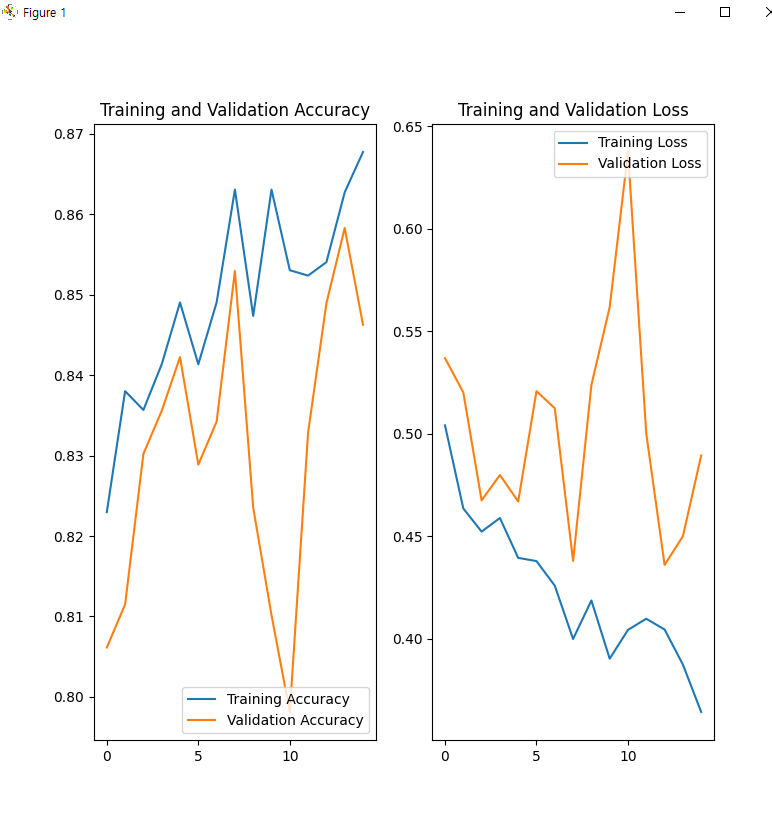 Figure 1
Training and Validation Accuracy
0.87
0.86
0.85
0.84
0.83
0.82
0.81
0.80
0
5
10
Training Accuracy
Validation Accuracy
Training and Validation Loss
0.65
0.60
0.55
0.50
0.45
0.40
0
5
10
Training Loss
Validation Loss